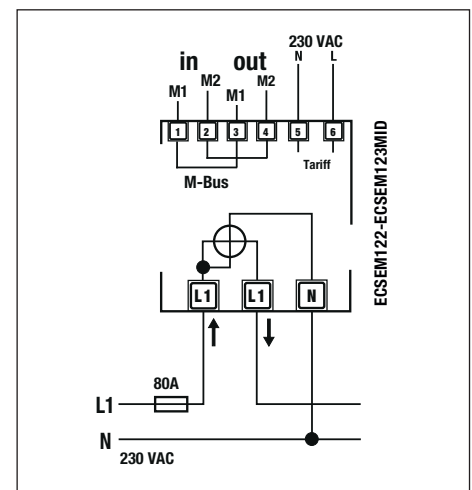 230 VAC
in out N L
M1 M2 M1 M2
1 2 3 4 5 6
M-Bus Tariff
ECSEM122-ECSEM123MID
L1 L1 N
80A
L1
N
230 VAC